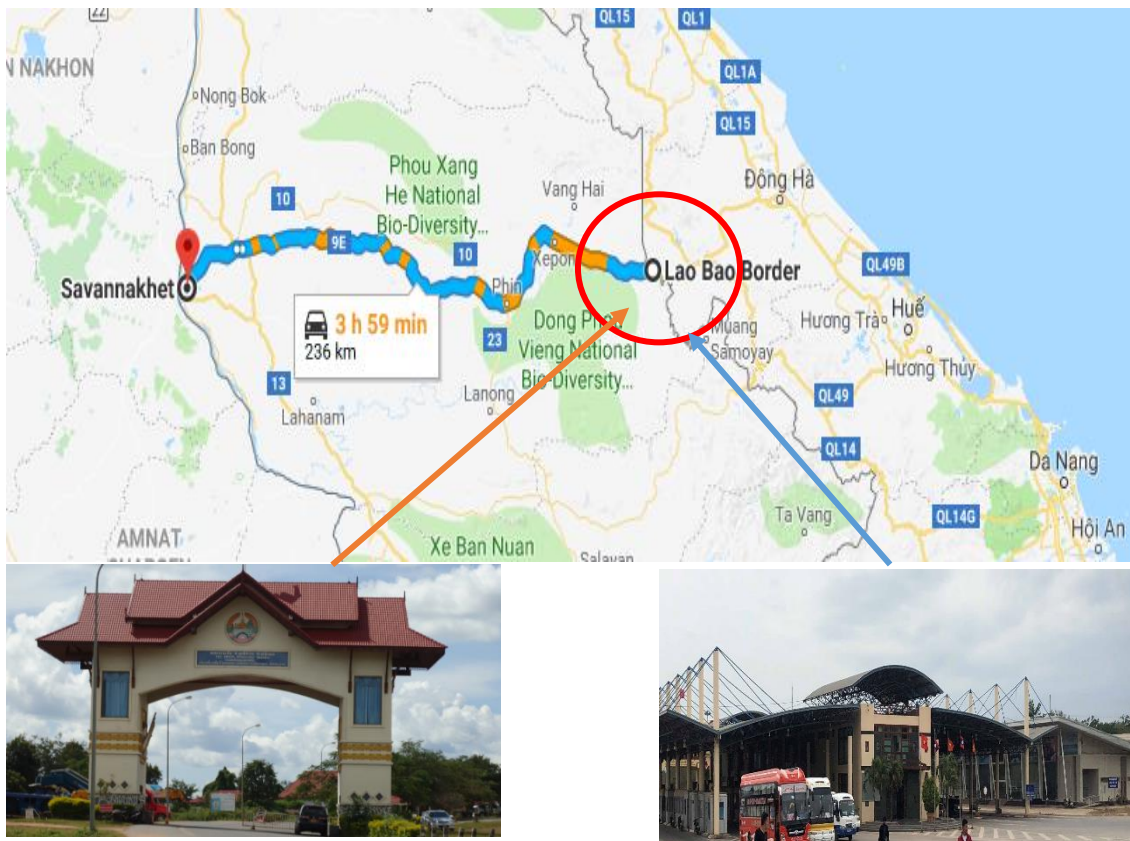 22
QL15
QL1
N NAKHON
Nong Bok
QL1A
QL15
Ban Bong
Phou Xang
He National
Bio-Diversity...
Vang Hai
Đông Hà
10
9E
10
Xepon
Lao Bao Border
QL49B
Savannakhet
Phin
3 h 59 min
236 km
23
Dong Phou
Vieng National
Bio-Diversity...
Muang
Samoyay
Hương Trà
Huế
Hương Thủy
13
Lahanam
Lanong
QL49
QL14
Da Nang
Ta Vang
QL14G
Hội An
AMNAT
Xe Ban Nuan
Salavan